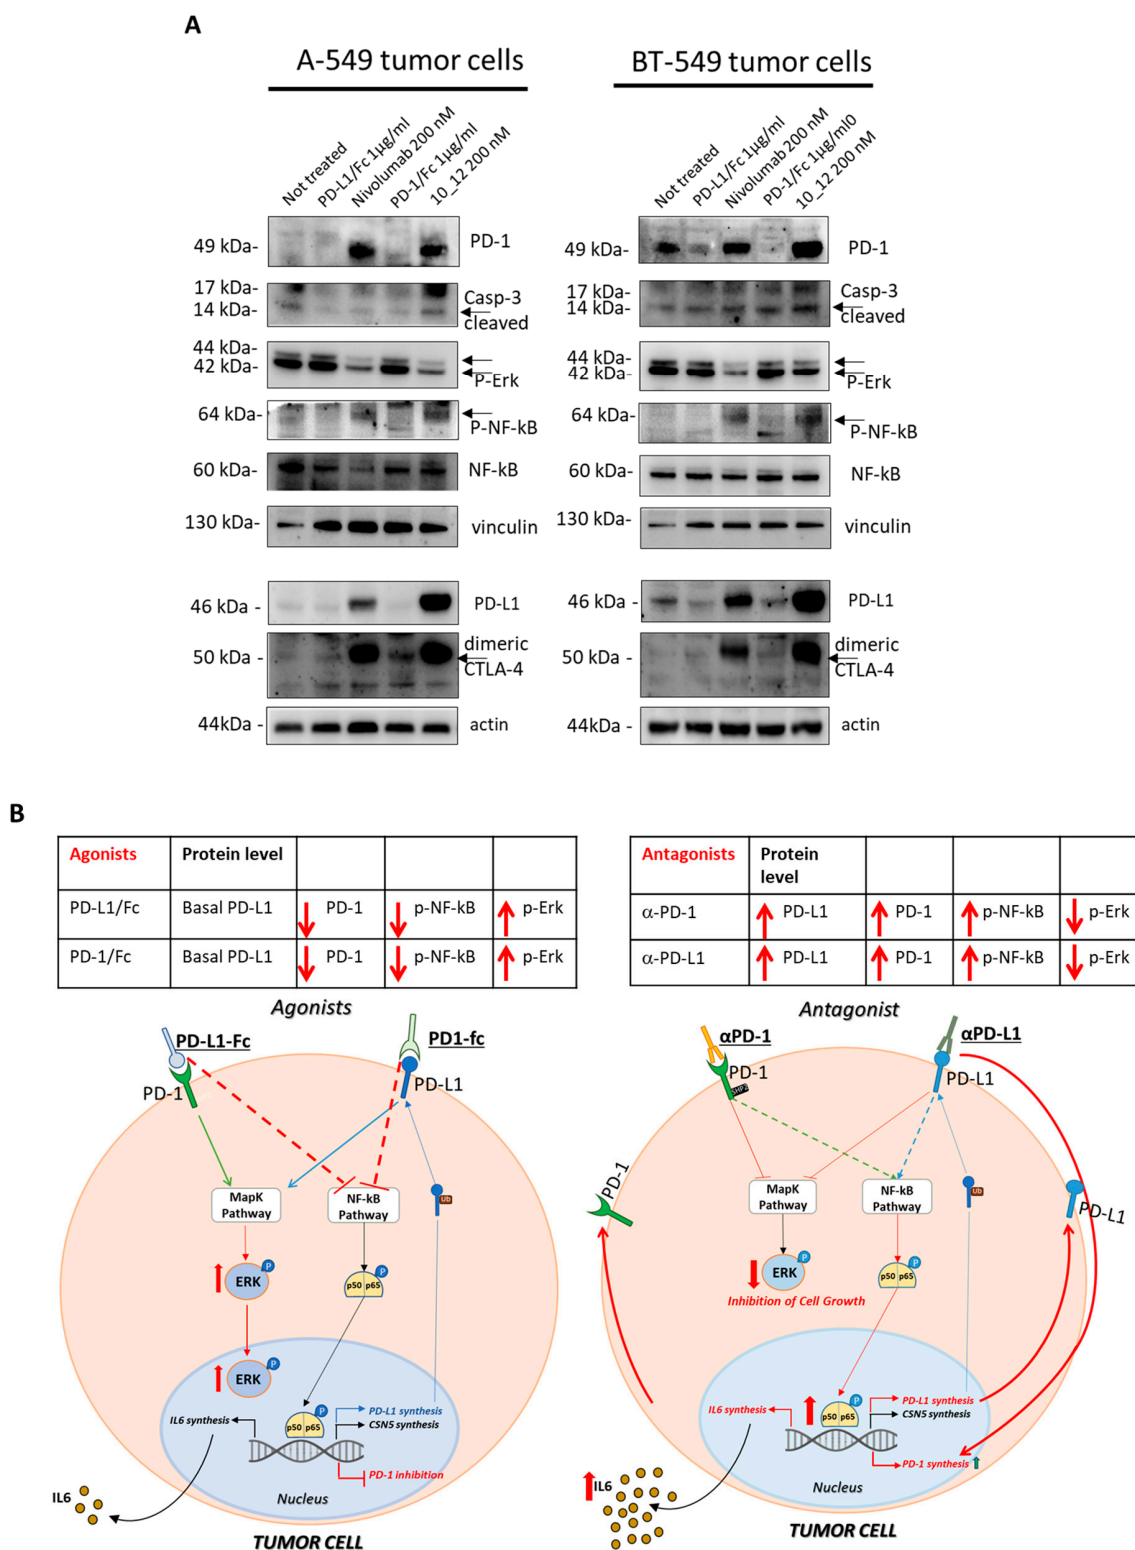 A
A-549 tumor cells
BT-549 tumor cells
Not treated
PD-L1/Fc 1µg/ml
Nivolumab 200 nM
PD-1/Fc 1µg/ml
10_12 200 nM
Not treated
PD-L1/Fc 1µg/ml
Nivolumab 200 nM
PD-1/Fc 1µg/ml0
10_12 200 nM
49 kDa-
PD-1
49 kDa-
PD-1
17 kDa-
14 kDa-
Casp-3
cleaved
17 kDa-
14 kDa-
Casp-3
cleaved
44 kDa-
42 kDa-
P-Erk
44 kDa-
42 kDa-
P-Erk
64 kDa-
P-NF-kB
64 kDa-
P-NF-kB
60 kDa-
NF-kB
60 kDa-
NF-kB
130 kDa-
vinculin
130 kDa-
vinculin
46 kDa -
PD-L1
46 kDa -
PD-L1
50 kDa -
dimeric
CTLA-4
50 kDa -
dimeric
CTLA-4
44kDa -
actin
44kDa -
actin
B
Agonists
Protein level
PD-L1/Fc
Basal PD-L1
PD-1
p-NF-kB
p-Erk
PD-1/Fc
Basal PD-L1
PD-1
p-NF-kB
p-Erk
Antagonists
Protein
level
α-PD-1
PD-L1
PD-1
p-NF-kB
p-Erk
α-PD-L1
PD-L1
PD-1
p-NF-kB
p-Erk
Agonists
PD-L1-Fc
PD1-fc
PD-1
PD-L1
MapK
Pathway
NF-kB
Pathway
Ub
ERK
P
p50 p65
P
ERK
P
p50 p65
P
IL6 synthesis
PD-L1 synthesis
CSN5 synthesis
PD-1 inhibition
Nucleus
IL6
TUMOR CELL
Antagonist
αPD-1
αPD-L1
PD-1
SHP2
PD-L1
PD-1
PD-L1
MapK
Pathway
NF-kB
Pathway
Ub
ERK
P
p50 p65
P
Inhibition of Cell Growth
IL6 synthesis
p50 p65
P
PD-L1 synthesis
CSN5 synthesis
PD-1 synthesis
Nucleus
IL6
TUMOR CELL